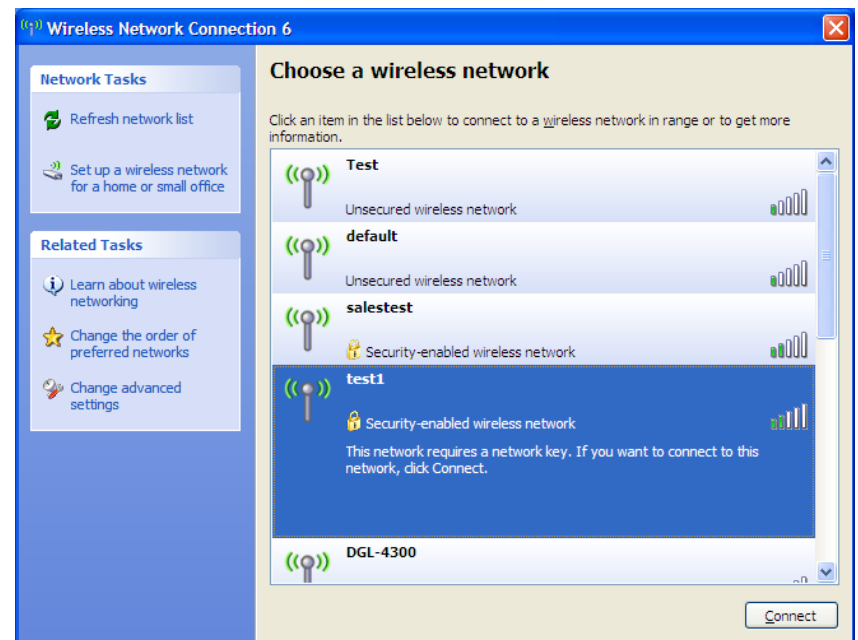 Wireless Network Connection 6
Network Tasks
Refresh network list
Set up a wireless network
for a home or small office
Related Tasks
Learn about wireless
networking
Change the order of
preferred networks
Change advanced
settings
Choose a wireless network
Click an item in the list below to connect to a wireless network in range or to get more
information.
Test
Unsecured wireless network
default
Unsecured wireless network
salestest
Security-enabled wireless network
test1
Security-enabled wireless network
This network requires a network key. If you want to connect to this
network, click Connect.
DGL-4300
Connect